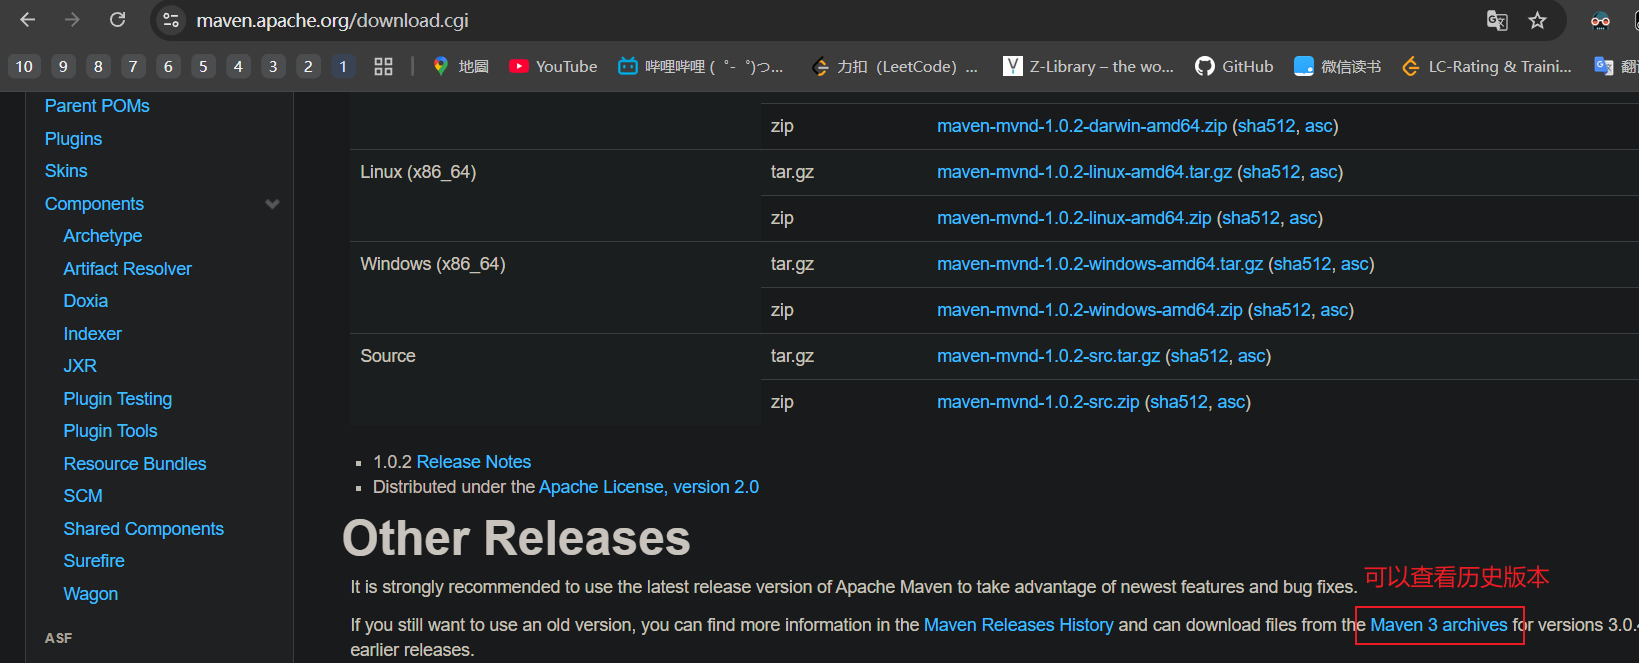 maven.apache.org/download.cgi
10 9 8 7 6 5 4 3 2 1 地圖 YouTube 哔哩哔哩 ( ゜- ゜)つ... 力扣（LeetCode）... Z-Library – the wo... GitHub 微信读书 LC-Rating & Traini...
Parent POMs
Plugins
Skins
Components
Archetype
Artifact Resolver
Doxia
Indexer
JXR
Plugin Testing
Plugin Tools
Resource Bundles
SCM
Shared Components
Surefire
Wagon
ASF
zip maven-mvnd-1.0.2-darwin-amd64.zip (sha512, asc)
Linux (x86_64) tar.gz maven-mvnd-1.0.2-linux-amd64.tar.gz (sha512, asc)
zip maven-mvnd-1.0.2-linux-amd64.zip (sha512, asc)
Windows (x86_64) tar.gz maven-mvnd-1.0.2-windows-amd64.tar.gz (sha512, asc)
zip maven-mvnd-1.0.2-windows-amd64.zip (sha512, asc)
Source tar.gz maven-mvnd-1.0.2-src.tar.gz (sha512, asc)
zip maven-mvnd-1.0.2-src.zip (sha512, asc)
1.0.2 Release Notes
Distributed under the Apache License, version 2.0
Other Releases
It is strongly recommended to use the latest release version of Apache Maven to take advantage of newest features and bug fixes.
可以查看历史版本
If you still want to use an old version, you can find more information in the Maven Releases History and can download files from the Maven 3 archives for versions 3.0.4
earlier releases.